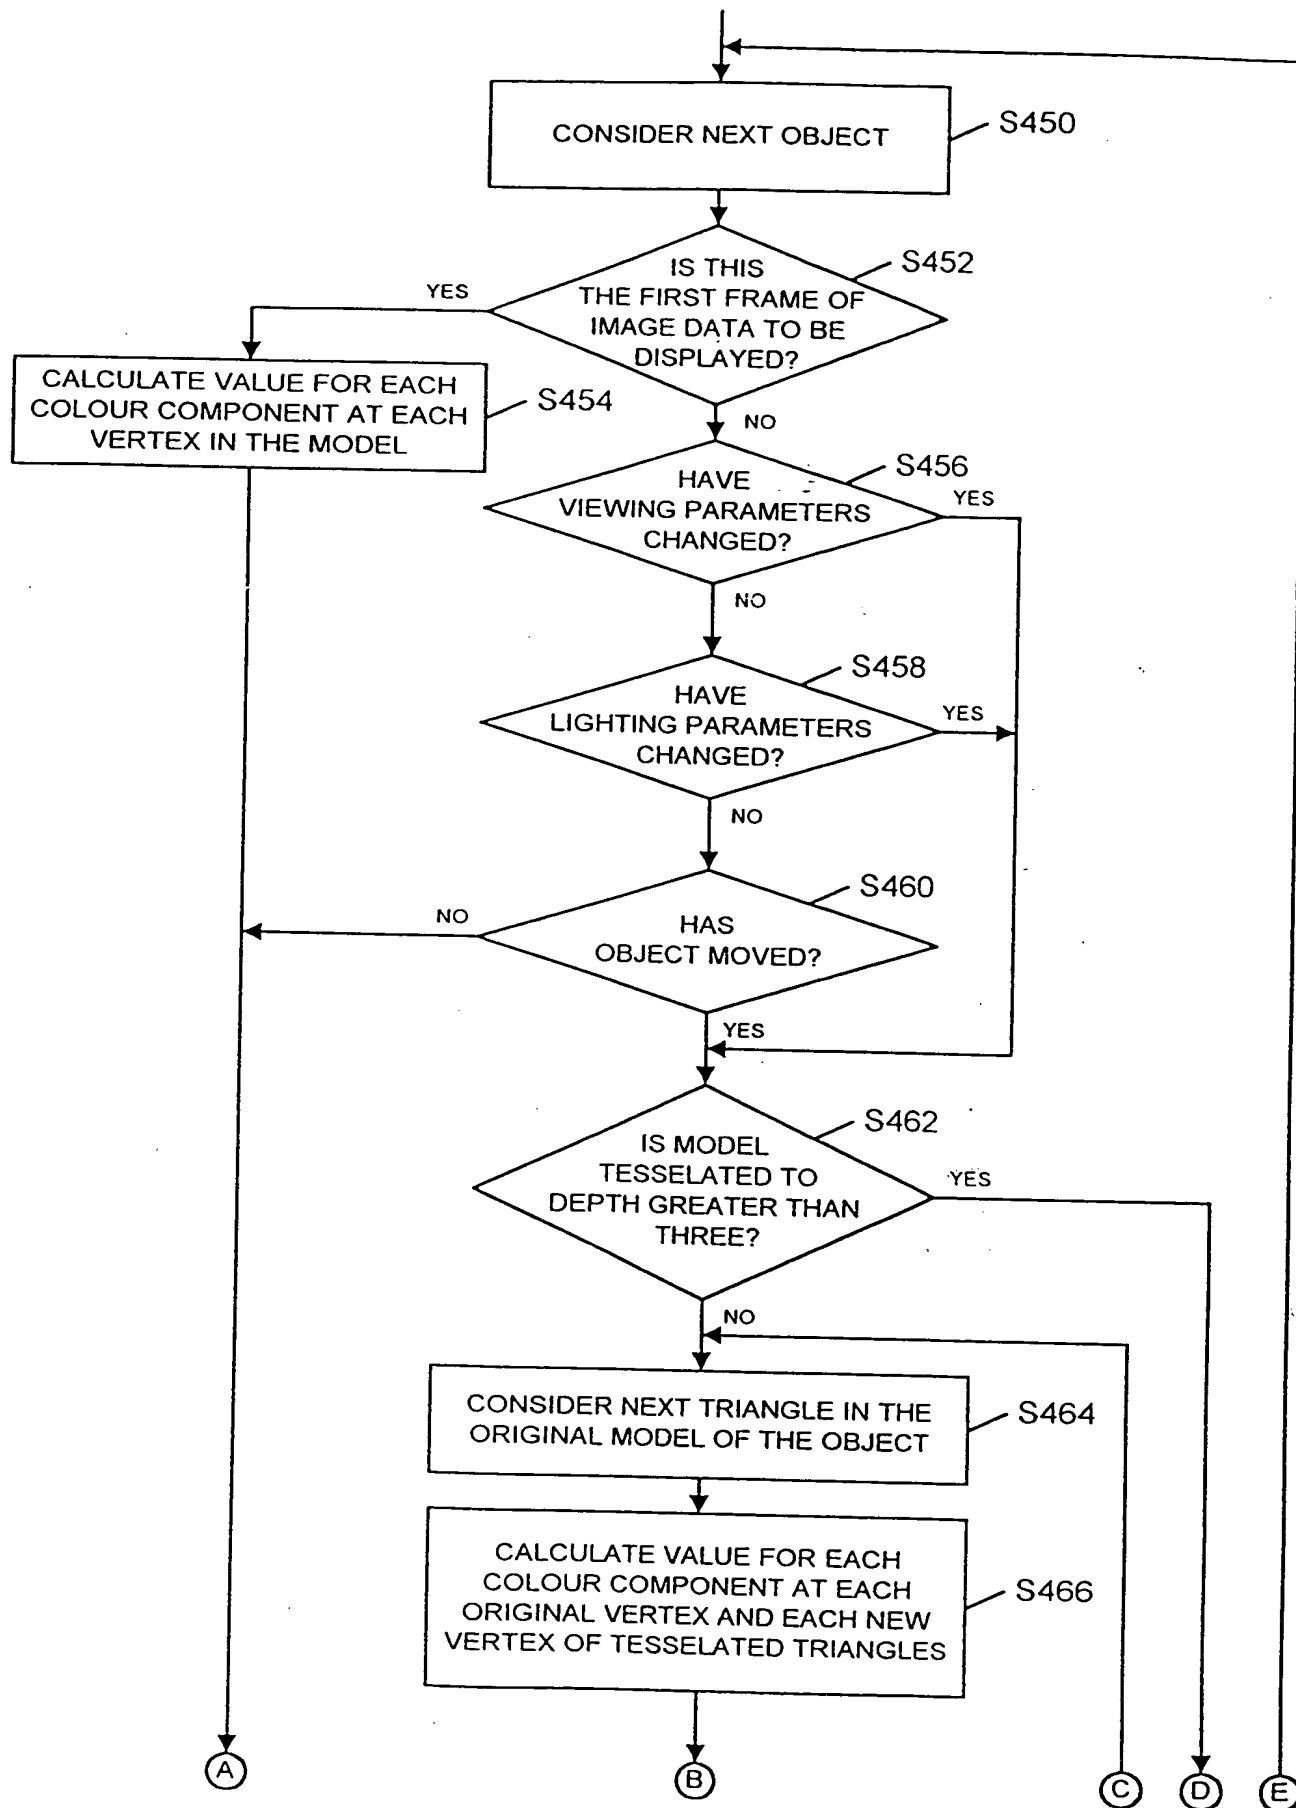 CONSIDER NEXT OBJECT
S450
IS THIS
THE FIRST FRAME OF
IMAGE DATA TO BE
DISPLAYED?
S452
YES
NO
CALCULATE VALUE FOR EACH
COLOUR COMPONENT AT EACH
VERTEX IN THE MODEL
S454
HAVE
VIEWING PARAMETERS
CHANGED?
S456
YES
NO
HAVE
LIGHTING PARAMETERS
CHANGED?
S458
YES
NO
HAS
OBJECT MOVED?
S460
NO
YES
IS MODEL
TESSELATED TO
DEPTH GREATER THAN
THREE?
S462
YES
NO
CONSIDER NEXT TRIANGLE IN THE
ORIGINAL MODEL OF THE OBJECT
S464
CALCULATE VALUE FOR EACH
COLOUR COMPONENT AT EACH
ORIGINAL VERTEX AND EACH NEW
VERTEX OF TESSELATED TRIANGLES
S466
A
B
C
D
E